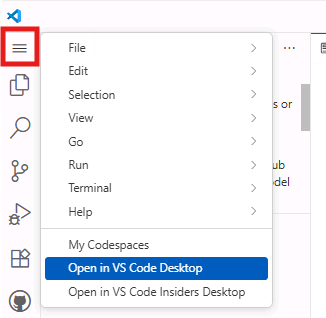 File
Edit
Selection
s or
View
Go
Run
ub
Terminal
del
Help
My Codespaces
Open in VS Code Desktop
Open in VS Code Insiders Desktop